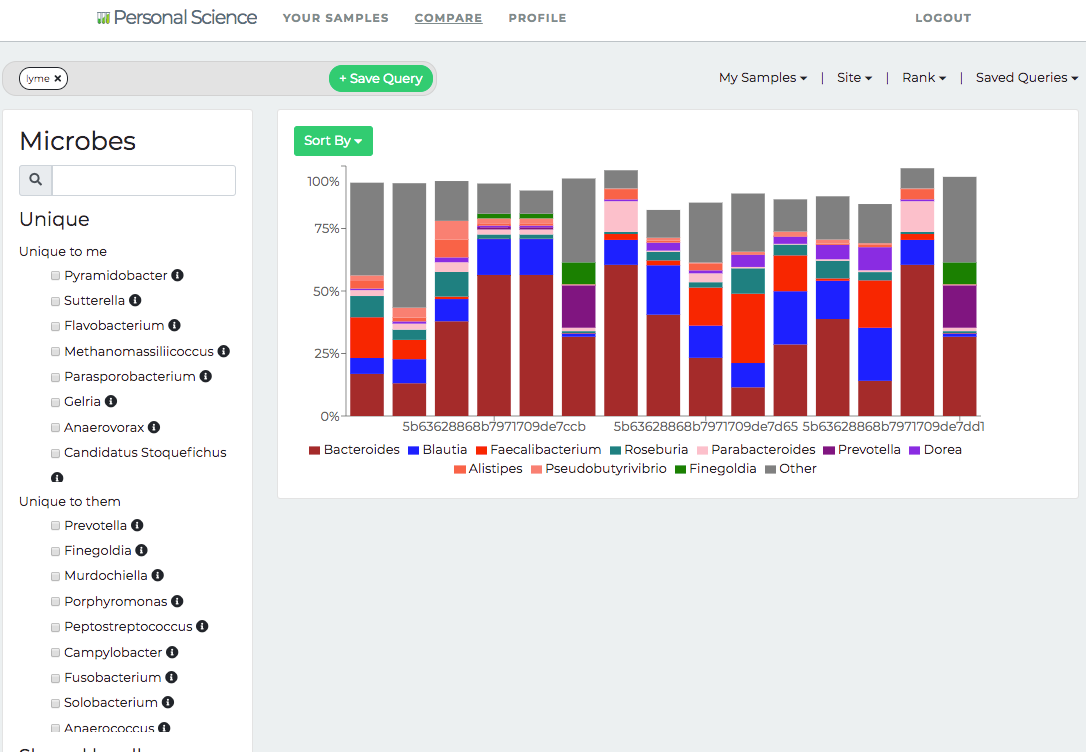 Personal Science YOUR SAMPLES COMPARE PROFILE LOGOUT
lyme × + Save Query My Samples | Site | Rank | Saved Queries
Microbes
Unique
Unique to me
Pyramidobacter
Sutterella
Flavobacterium
Methanomassiliicoccus
Parasporobacterium
Gelria
Anaerovorax
Candidatus Stoquefichus
Unique to them
Prevotella
Finegoldia
Murdochiella
Porphyromonas
Peptostreptococcus
Campylobacter
Fusobacterium
Solobacterium
Anaerococcus
Sort By
100%
75%
50%
25%
0%
5b63628868b7971709de7ccb 5b63628868b7971709de7d65 5b63628868b7971709de7dd1
Bacteroides Blautia Faecalibacterium Roseburia Parabacteroides Prevotella Dorea
Alistipes Pseudobutyrivibrio Finegoldia Other